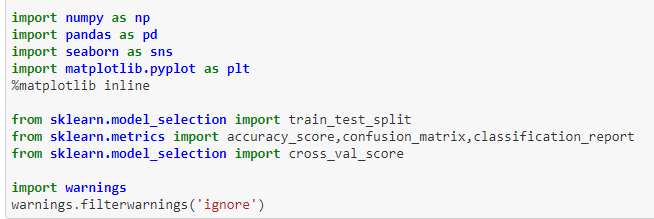 import numpy as np
import pandas as pd
import seaborn as sns
import matplotlib.pyplot as plt
%matplotlib inline
from sklearn.model_selection import train_test_split
from sklearn.metrics import accuracy_score,confusion_matrix,classification_report
from sklearn.model_selection import cross_val_score
import warnings
warnings.filterwarnings('ignore')